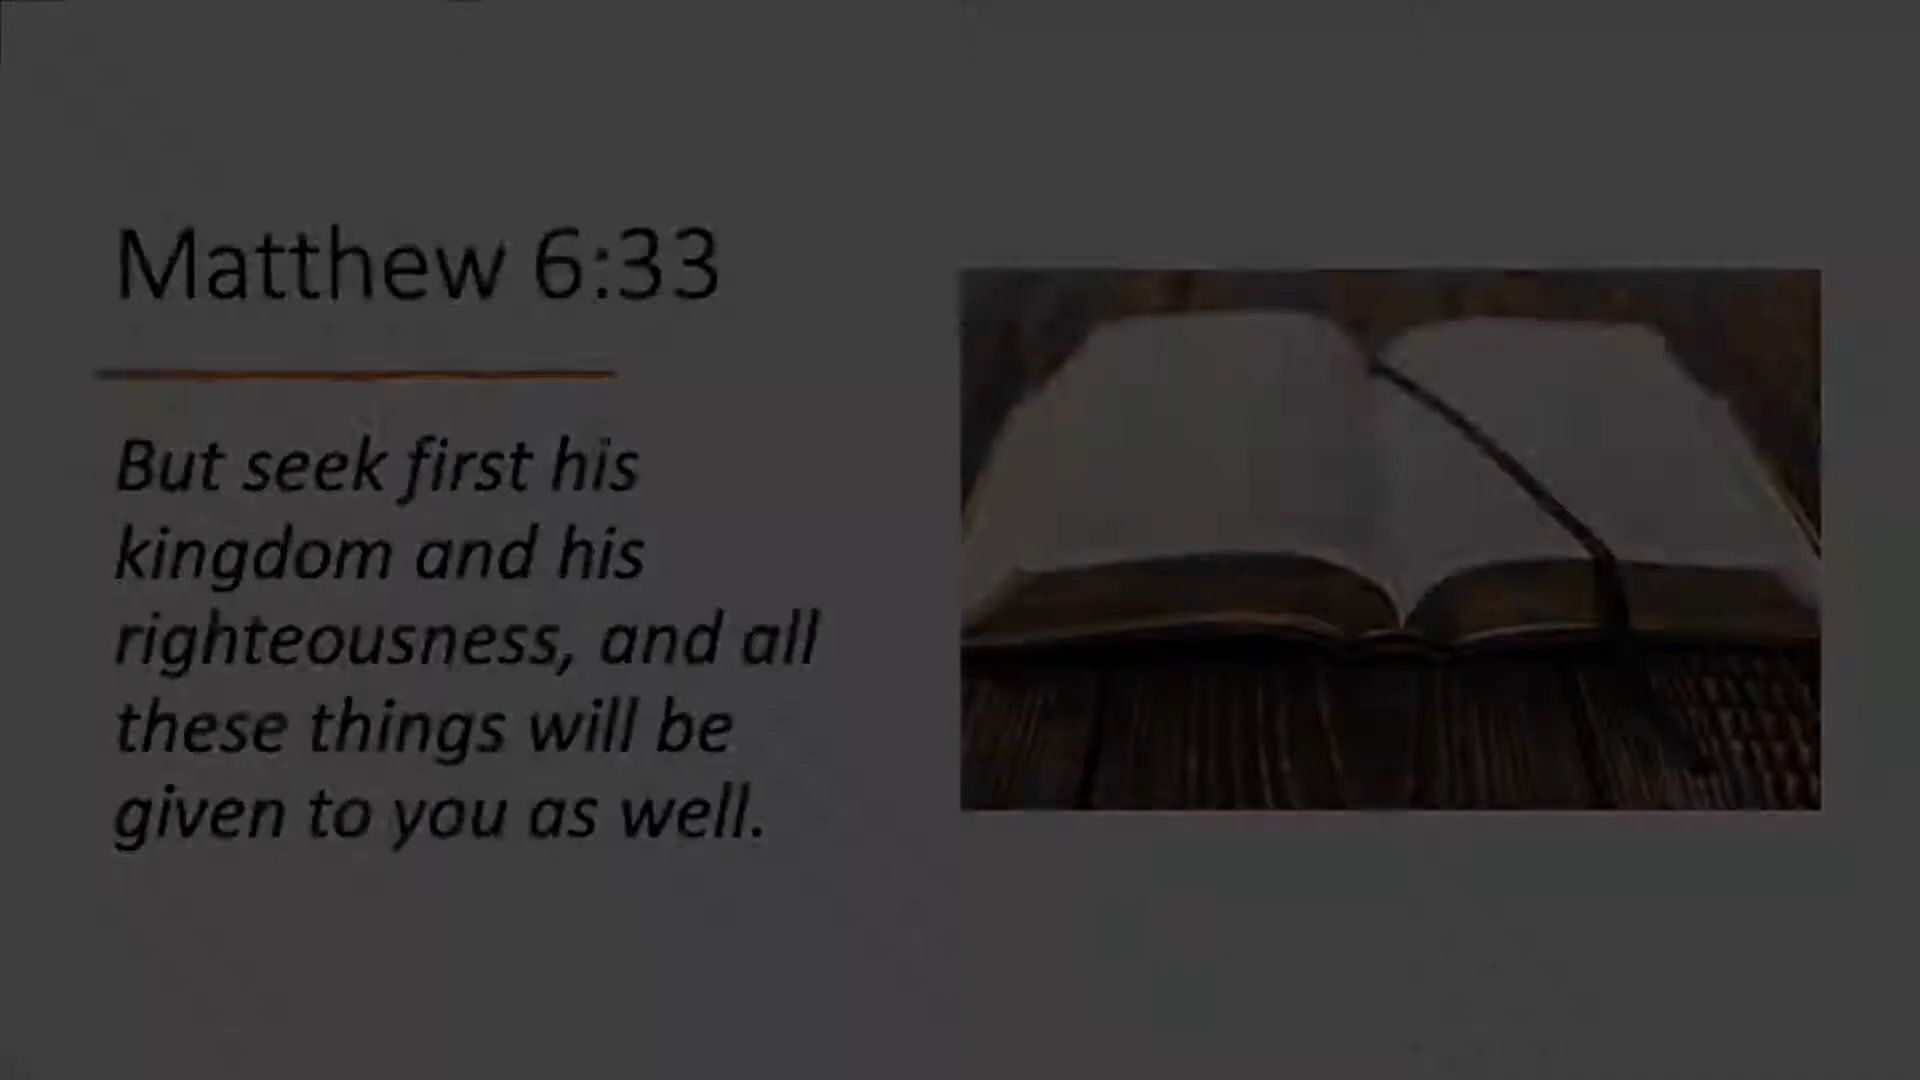 Matthew 6:33
But seek first his
kingdom and his
righteousness, and all
these things will be
given to you as well.